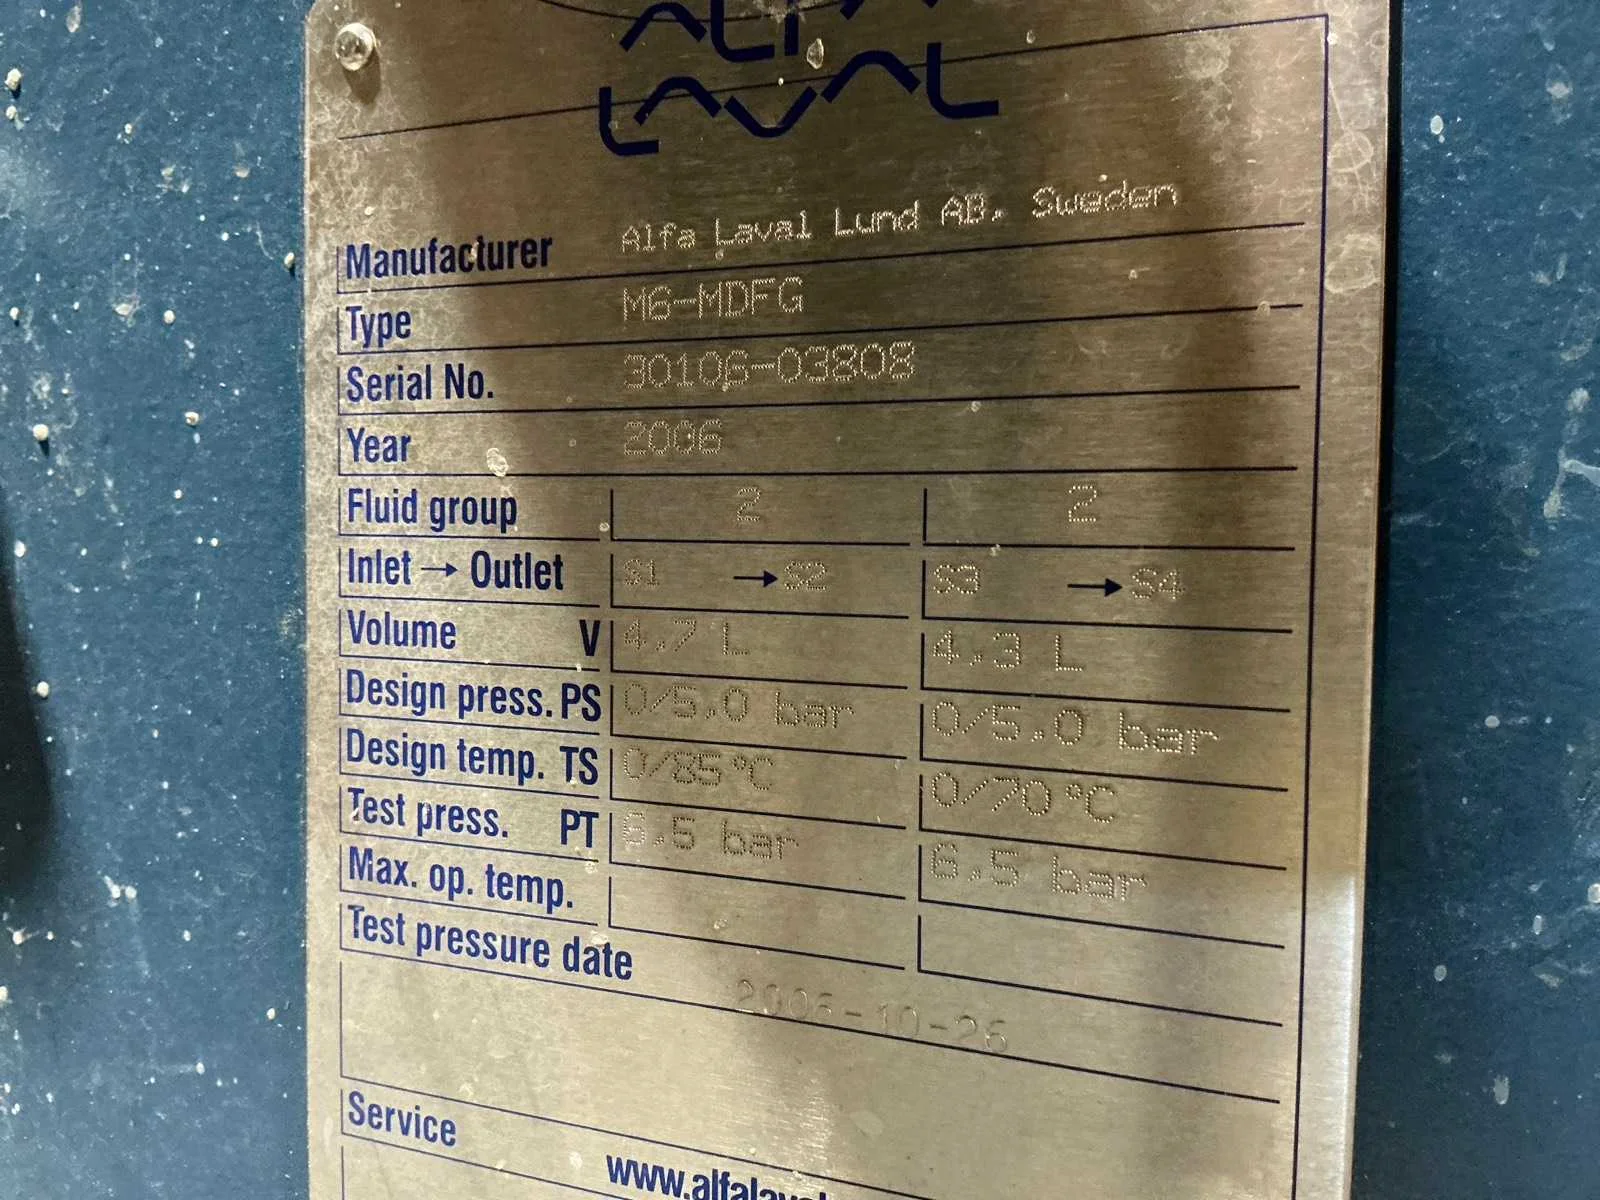 ALFA
LAVAL
Manufacturer Alfa Laval Lund AB, Sweden
Type M6-MDFG
Serial No. 30106-03808
Year 2006
Fluid group 2 2
Inlet → Outlet S1 → S2 S3 → S4
Volume V 4,7 L 4,3 L
Design press. PS 0/5,0 bar 0/5,0 bar
Design temp. TS 0/85 °C 0/70 °C
Test press. PT 6,5 bar 6,5 bar
Max. op. temp.
Test pressure date
2006-10-26
Service
www.alfalaval